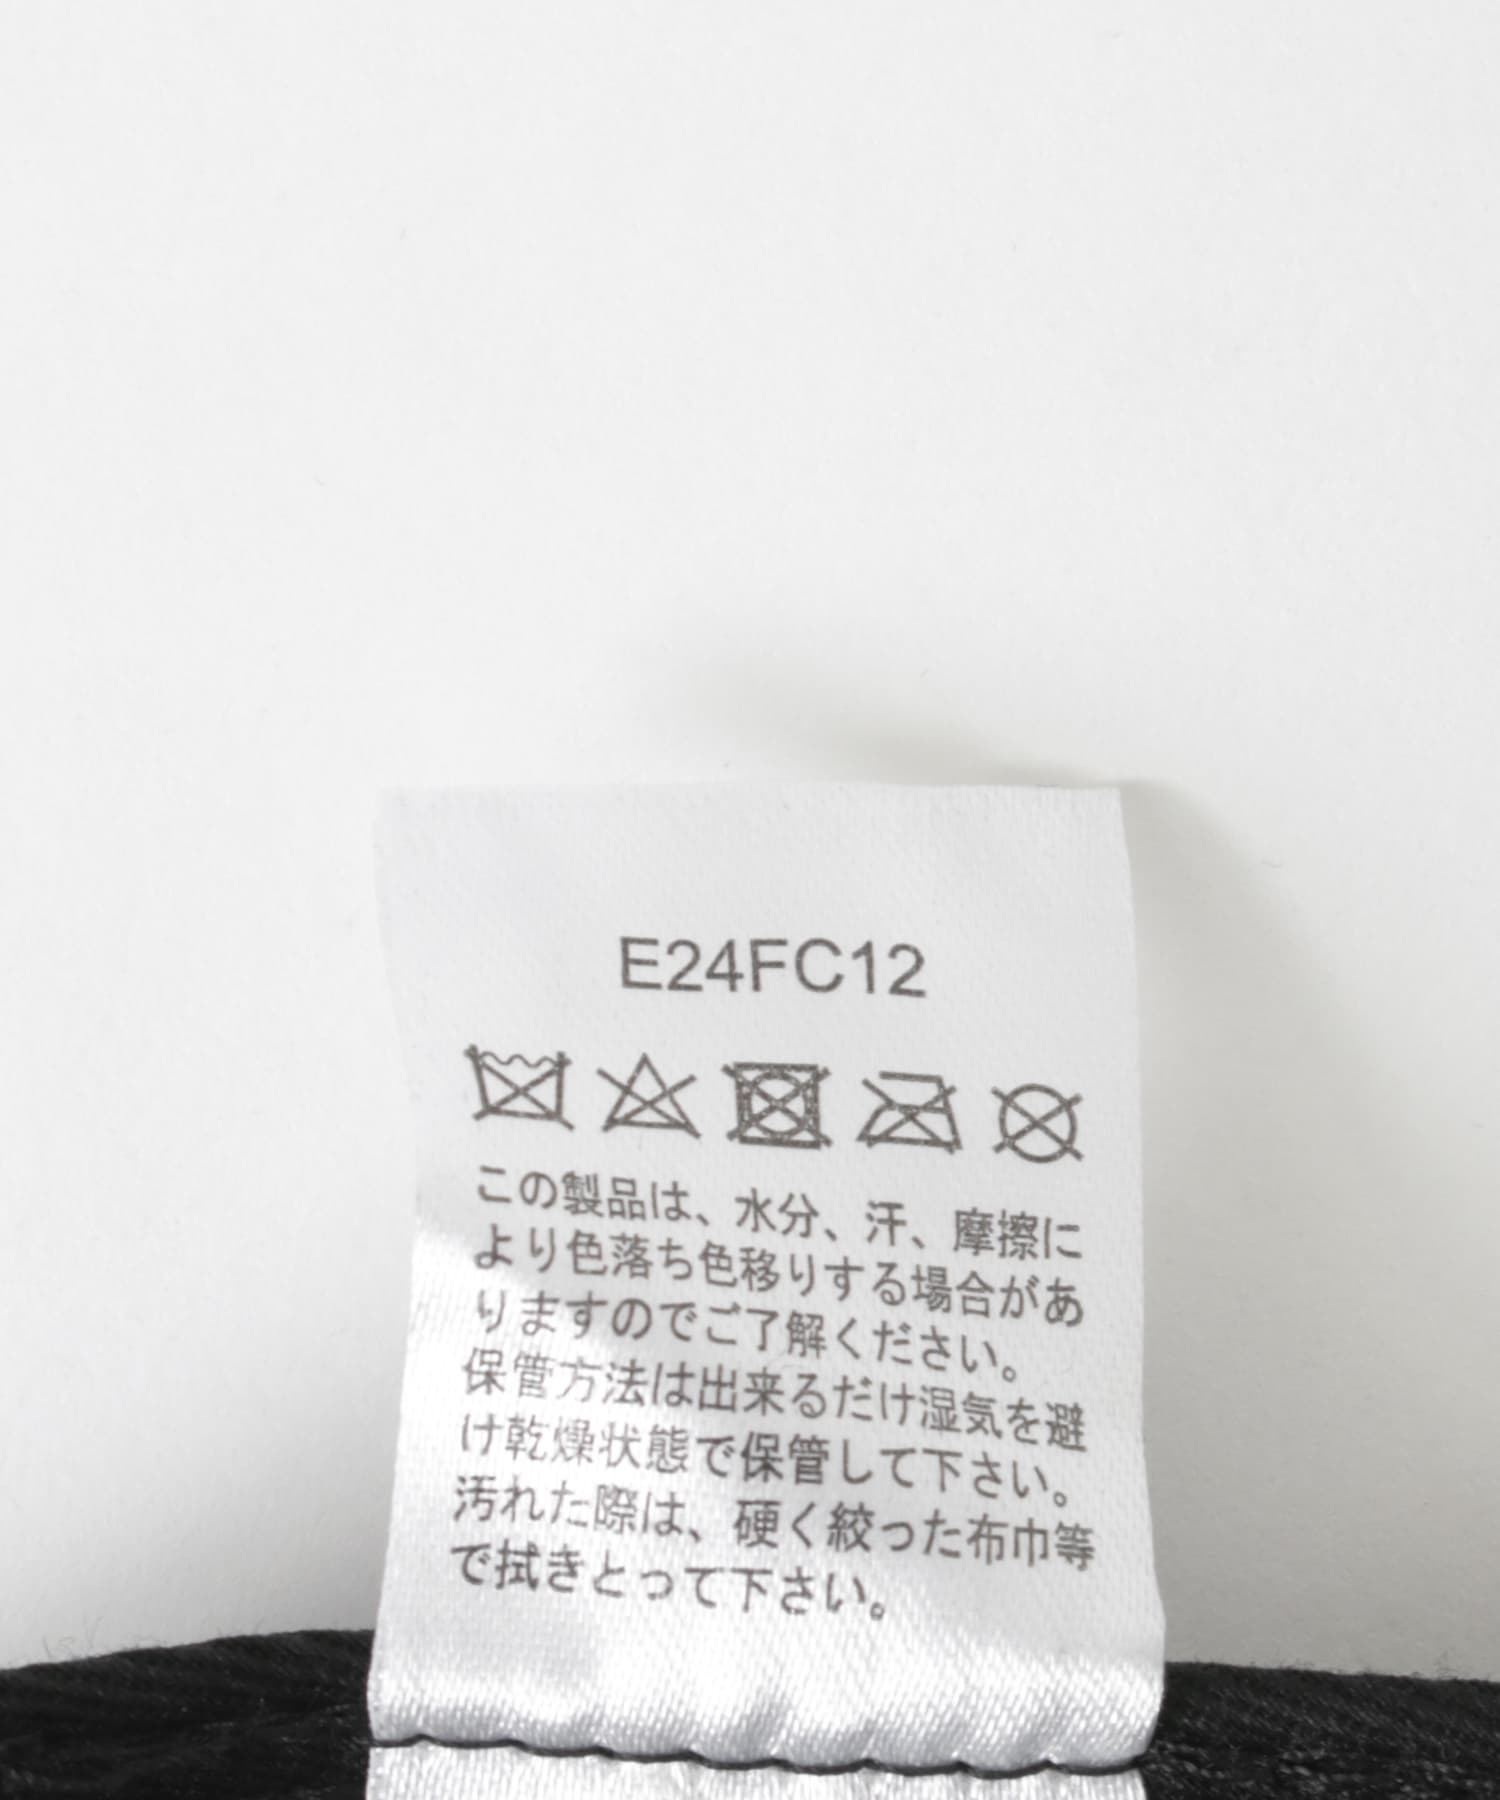 E24FC12
この製品は、水分、汗、摩擦に
より色落ち色移りする場合があ
りますのでご了解ください。
保管方法は出来るだけ湿気を避
け乾燥状態で保管して下さい。
汚れた際は、硬く絞った布巾等
で拭きとって下さい。